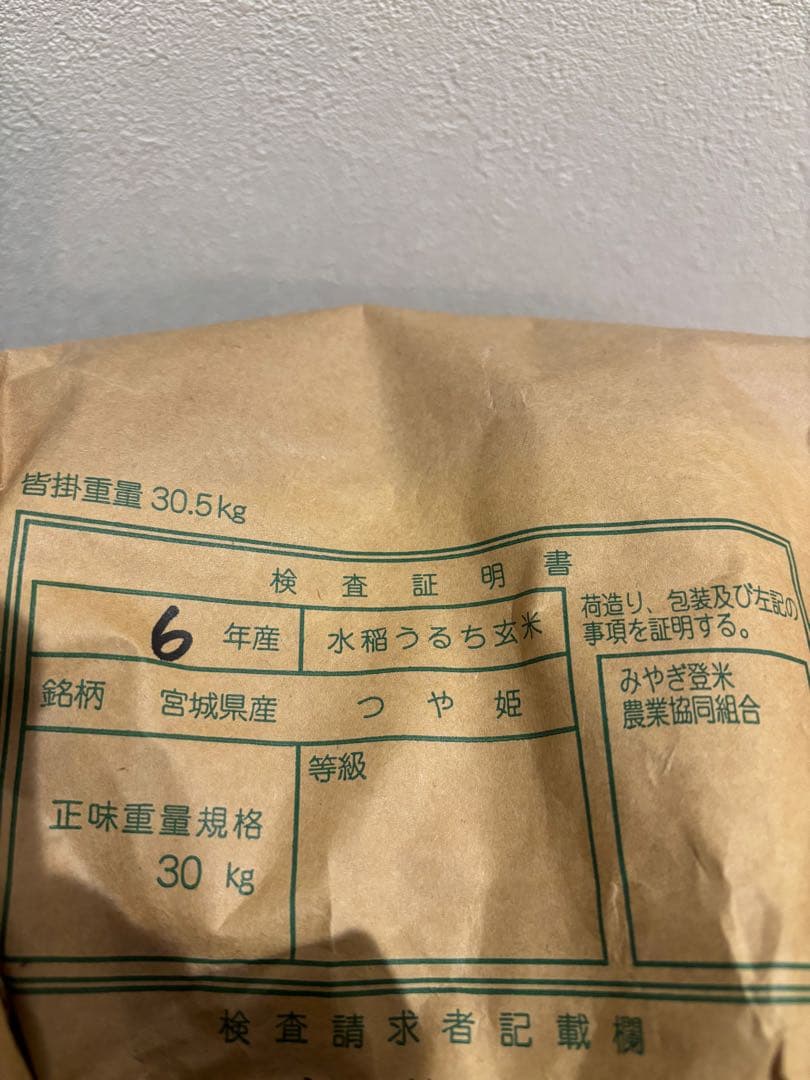 皆掛重量 30.5kg
検査証明書
6 年産
水稲うるち玄米
荷造り、包装及び左記の
事項を証明する。
銘柄 宮城県産 つや姫
みやぎ登米
農業協同組合
正味重量規格
30 kg
等級
検査請求者記載欄